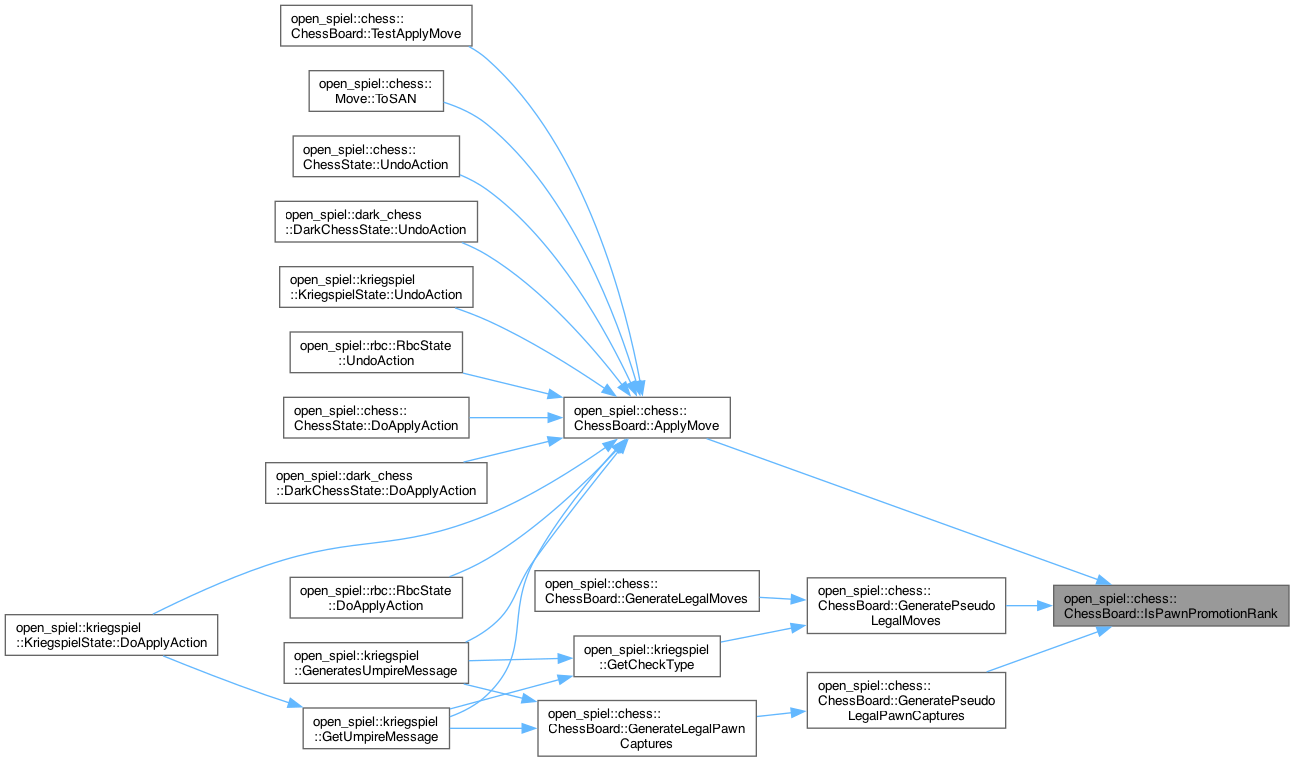 open_spiel::chess::
ChessBoard::TestApplyMove
open_spiel::chess::
Move::ToSAN
open_spiel::chess::
ChessState::UndoAction
open_spiel::dark_chess
::DarkChessState::UndoAction
open_spiel::kriegspiel
::KriegspielState::UndoAction
open_spiel::rbc::RbcState
::UndoAction
open_spiel::chess::
ChessState::DoApplyAction
open_spiel::chess::
ChessBoard::ApplyMove
open_spiel::dark_chess
::DarkChessState::DoApplyAction
open_spiel::rbc::RbcState
::DoApplyAction
open_spiel::chess::
ChessBoard::GenerateLegalMoves
open_spiel::chess::
ChessBoard::GeneratePseudo
LegalMoves
open_spiel::chess::
ChessBoard::IsPawnPromotionRank
open_spiel::kriegspiel
::KriegspielState::DoApplyAction
open_spiel::kriegspiel
::GeneratesUmpireMessage
open_spiel::kriegspiel
::GetCheckType
open_spiel::chess::
ChessBoard::GeneratePseudo
LegalPawnCaptures
open_spiel::kriegspiel
::GetUmpireMessage
open_spiel::chess::
ChessBoard::GenerateLegalPawn
Captures